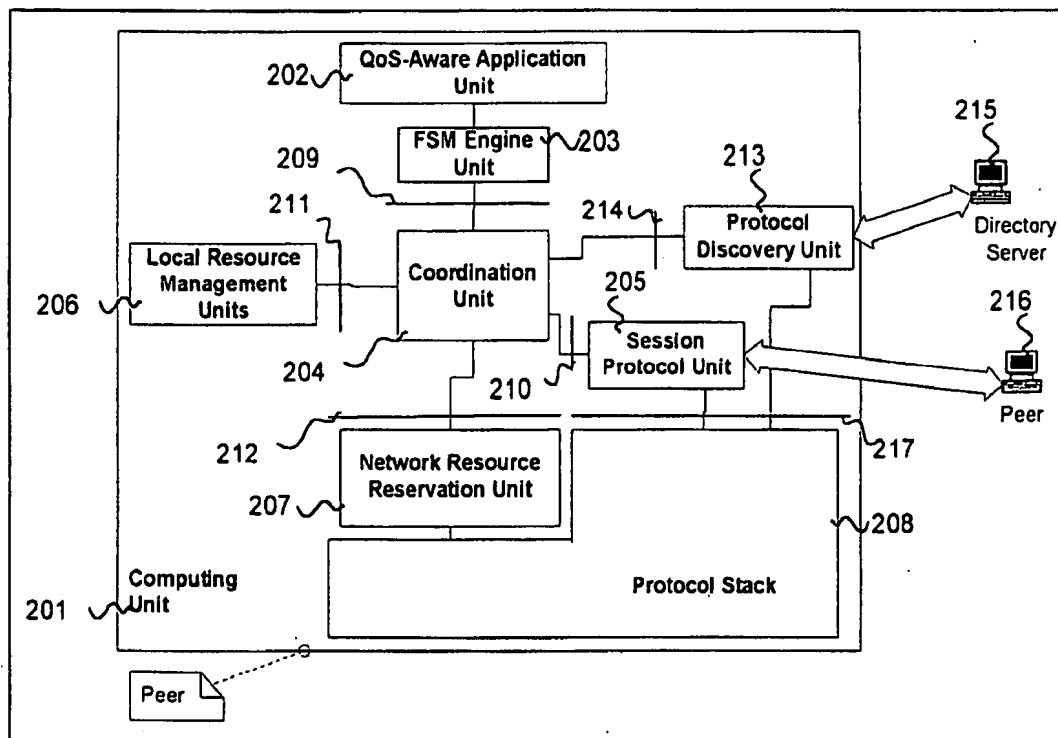 QoS-Aware Application
Unit
202
FSM Engine
Unit
203
209
211
213
215
214
Protocol
Discovery Unit
Directory
Server
Local Resource
Management
Units
206
Coordination
Unit
204
205
Session
Protocol Unit
210
216
Peer
212
217
Network Resource
Reservation Unit
207
208
Computing
Unit
201
Protocol Stack
Peer